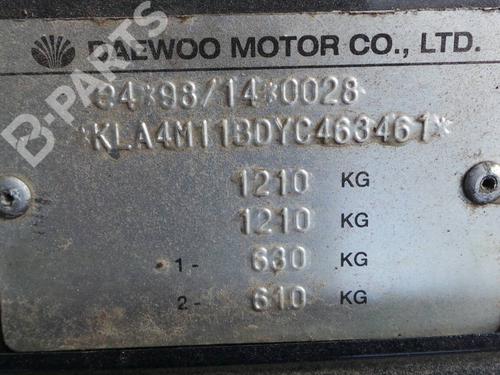 DAEWOO MOTOR CO., LTD.
B-PARTS
e4*98/14*0028*
*KLA4M11BDYC463461*
1210 KG
1210 KG
1- 630 KG
2- 610 KG